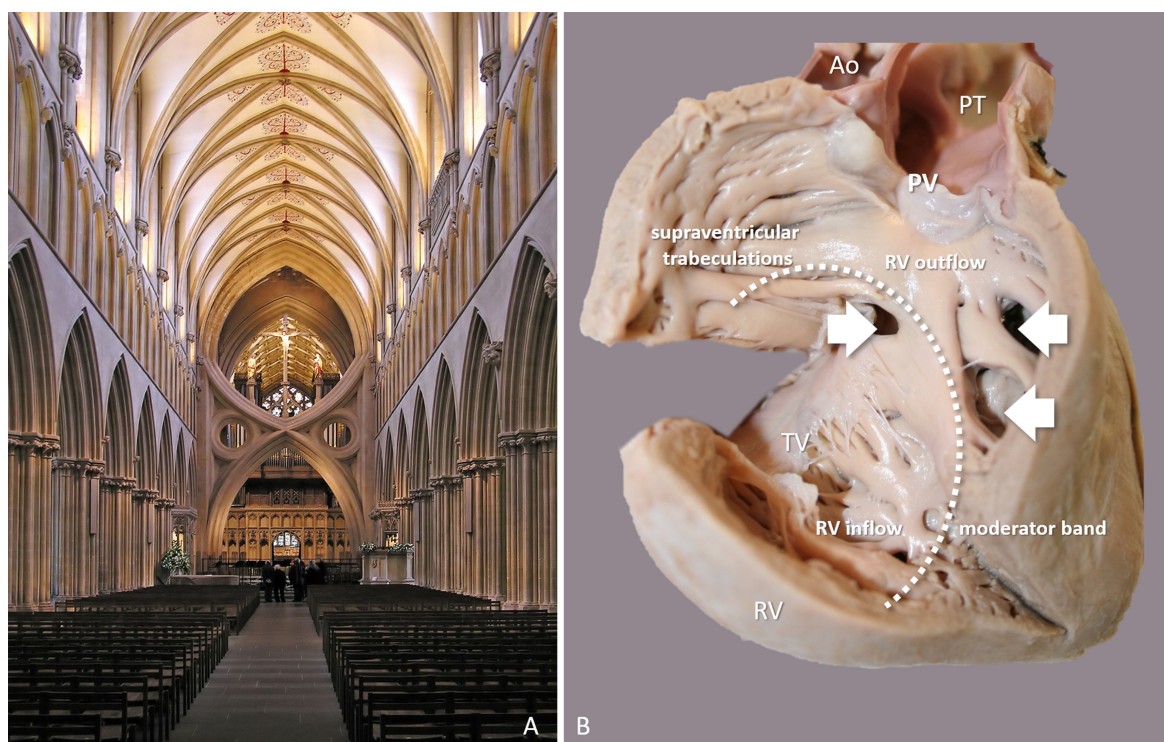 A
Ao
PT
PV
supraventricular
trabeculations
RV outflow
TV
RV inflow
moderator band
RV
B